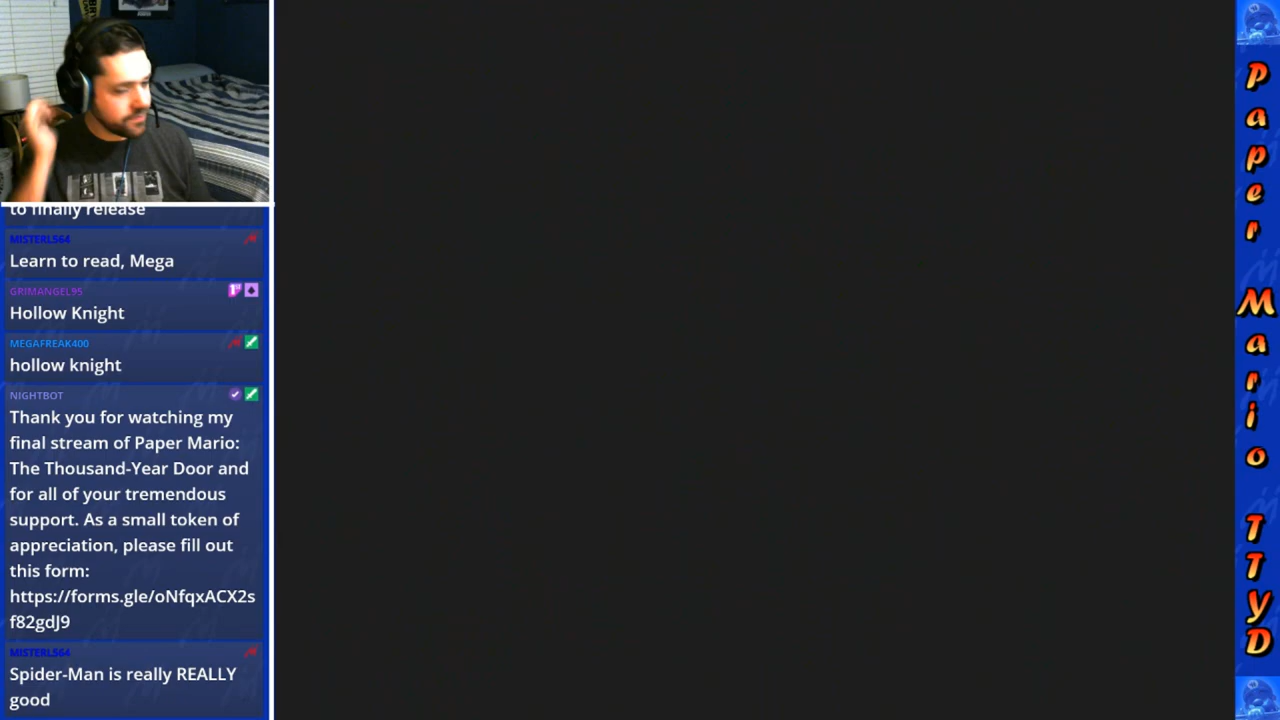 to finally release
MISTERL564
Learn to read, Mega
GRIMANGEL95
Hollow Knight
MEGAFREAK400
hollow knight
NIGHTBOT
Thank you for watching my
final stream of Paper Mario:
The Thousand-Year Door and
for all of your tremendous
support. As a small token of
appreciation, please fill out
this form:
https://forms.gle/oNfqxACX2s
f82gdJ9
MISTERL564
Spider-Man is really REALLY
good
Paper Mario TTYD